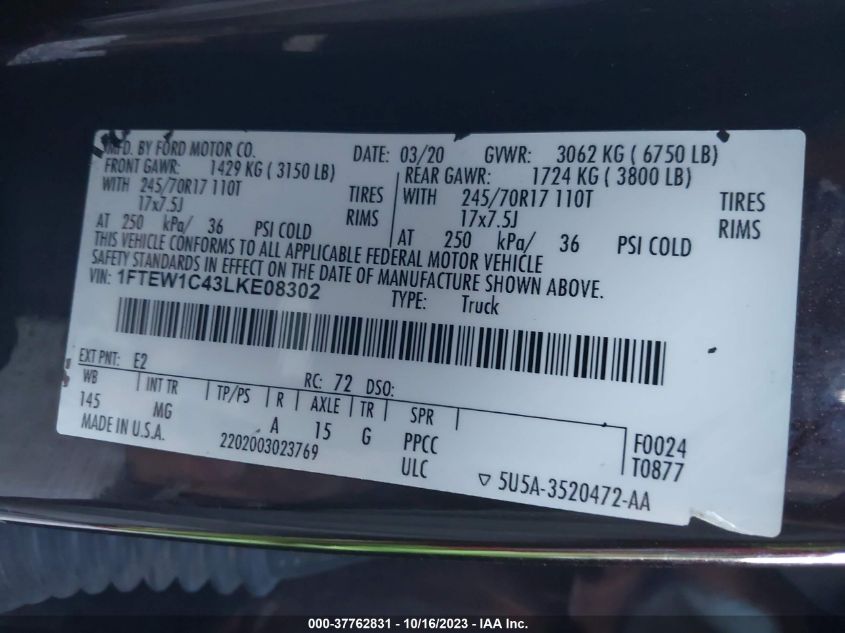 MFD. BY FORD MOTOR CO. DATE: 03/20 GVWR: 3062 KG ( 6750 LB)
FRONT GAWR: 1429 KG ( 3150 LB) REAR GAWR: 1724 KG ( 3800 LB)
WITH 245/70R17 110T TIRES WITH 245/70R17 110T TIRES
17x7.5J RIMS 17x7.5J RIMS
AT 250 kPa/ 36 PSI COLD AT 250 kPa/ 36 PSI COLD
THIS VEHICLE CONFORMS TO ALL APPLICABLE FEDERAL MOTOR VEHICLE
SAFETY STANDARDS IN EFFECT ON THE DATE OF MANUFACTURE SHOWN ABOVE.
VIN: 1FTEW1C43LKE08302 TYPE: Truck
EXT PNT: E2 RC: 72 DSO:
WB INT TR TP/PS R AXLE TR SPR
145 MG A 15 G PPCC F0024
MADE IN U.S.A. 2202003023769 ULC T0877
▽ 5U5A-3520472-AA
000-37762831 - 10/16/2023 - IAA Inc.